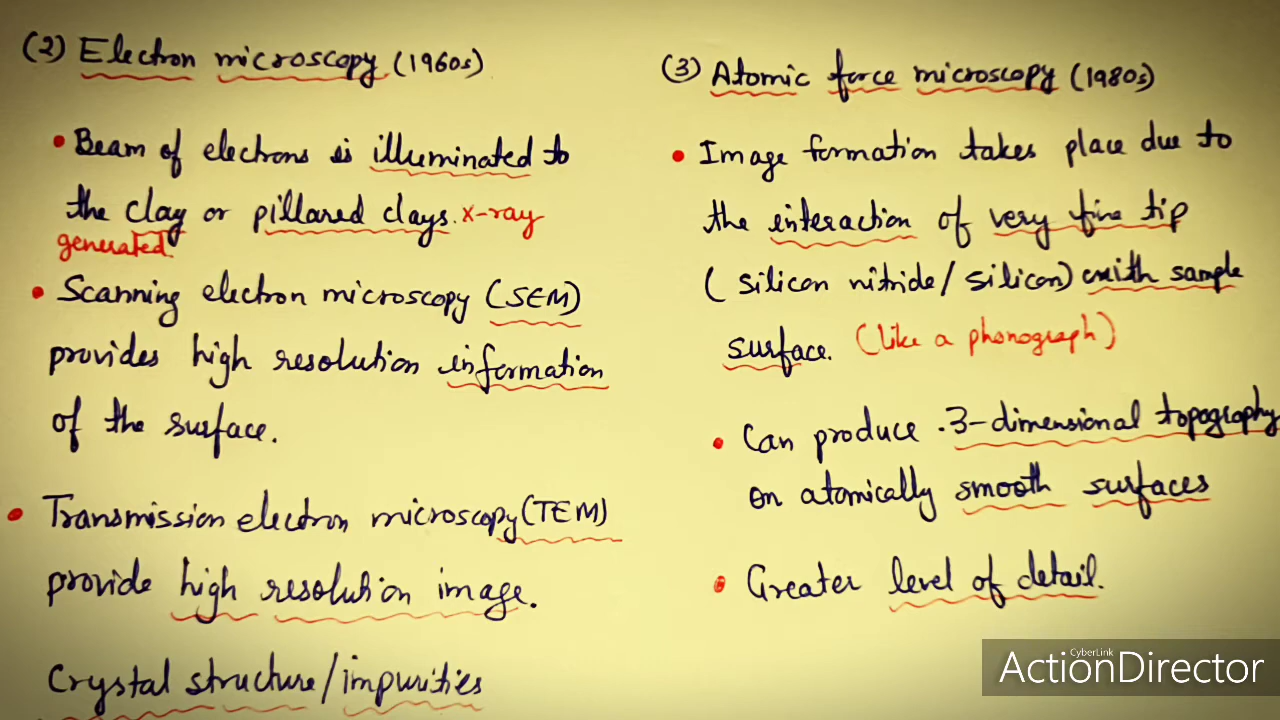 (2) Electron microscopy (1960s)
• Beam of electrons is illuminated to
the clay or pillared clays. X-ray
generated.
• Scanning electron microscopy (SEM)
provides high resolution information
of the surface.
• Transmission electron microscopy (TEM)
provide high resolution image.
Crystal structure/impurities
(3) Atomic force microscopy (1980s)
• Image formation takes place due to
the interaction of very fine tip
(silicon nitride/silicon) with sample
surface. (like a phonograph)
• Can produce .3-dimensional topography
on atomically smooth surfaces
• Greater level of detail.
CyberLink
ActionDirector